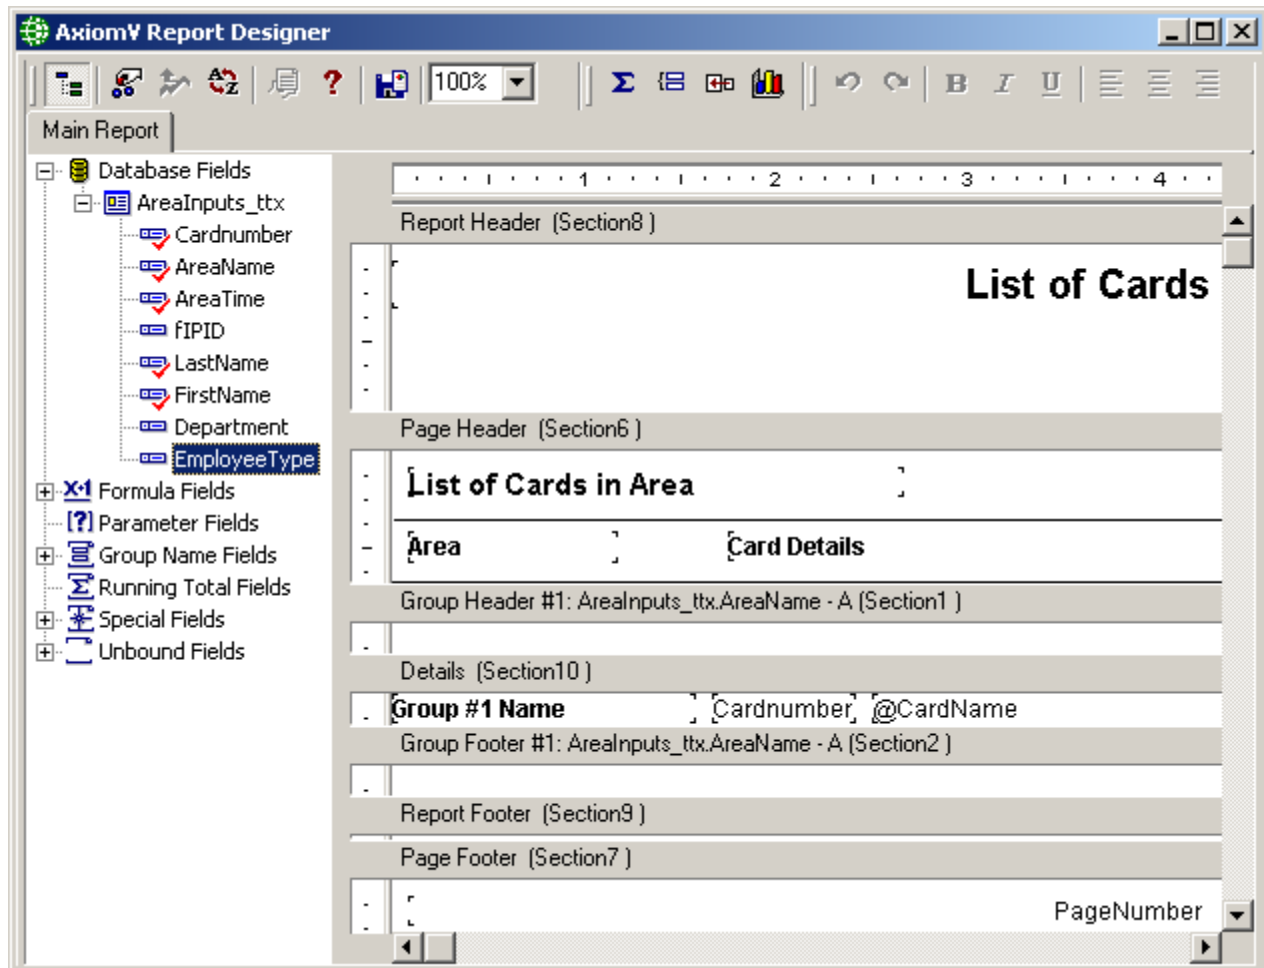 AxiomV Report Designer
100%
Main Report
Database Fields
AreaInputs_ttx
Cardnumber
AreaName
AreaTime
fIPID
LastName
FirstName
Department
EmployeeType
Formula Fields
Parameter Fields
Group Name Fields
Running Total Fields
Special Fields
Unbound Fields
1 2 3 4
Report Header (Section8 )
List of Cards
Page Header (Section6 )
List of Cards in Area
Area Card Details
Group Header #1: AreaInputs_ttx.AreaName - A (Section1 )
Details (Section10 )
Group #1 Name Cardnumber @CardName
Group Footer #1: AreaInputs_ttx.AreaName - A (Section2 )
Report Footer (Section9 )
Page Footer (Section7 )
PageNumber